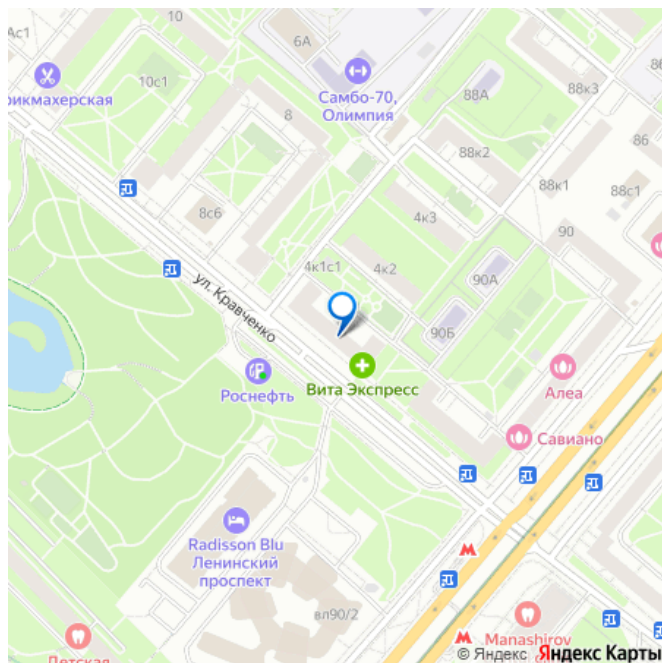 10
6А
Ас1
10с1
Самбо-70,
Олимпия
88А
88к3
86
рикмахерская
8
88к2
86
4к3
88к1
88с1
8с6
90
4к1с1
4к2
90А
ул. Кравченко
90Б
Вита Экспресс
Роснефть
Алеа
Савиано
М
Radisson Blu
Ленинский
проспект
вл90/2
М
Manashirov
Детская
© Яндекс Яндекс Карты